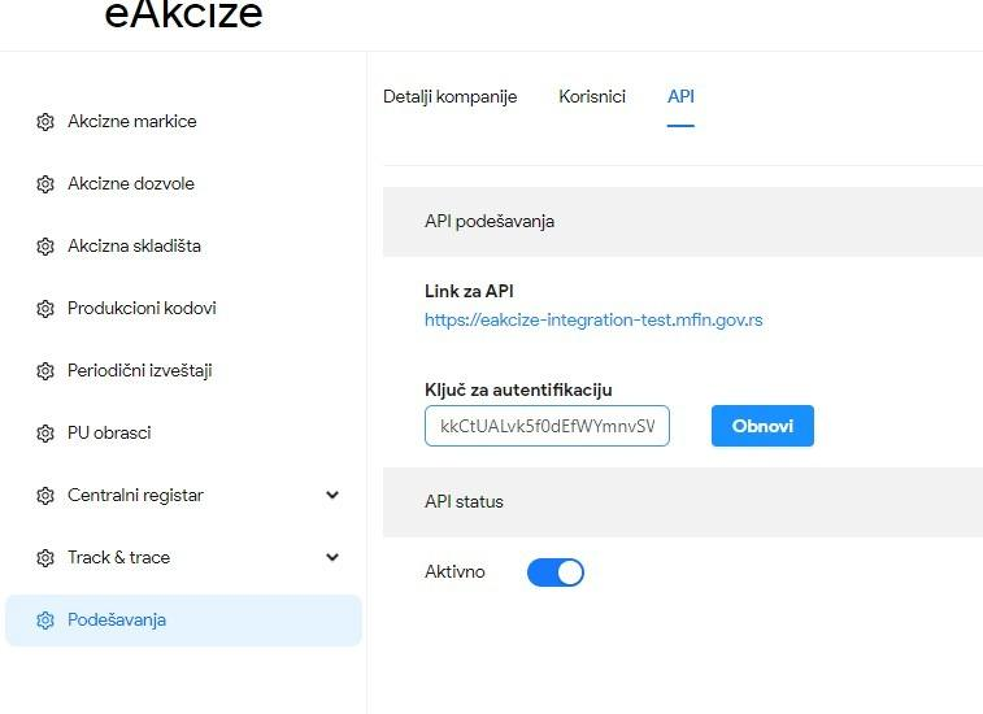 eAkcize
Akcizne markice
Akcizne dozvole
Akcizna skladišta
Produkcioni kodovi
Periodični izveštaji
PU obrasci
Centralni registar
Track & trace
Podešavanja
Detalji kompanije
Korisnici
API
API podešavanja
Link za API
https://eakcize-integration-test.mfin.gov.rs
Ključ za autentifikaciju
kkCtUALvk5f0dEfWYmnvSW
Obnovi
API status
Aktivno